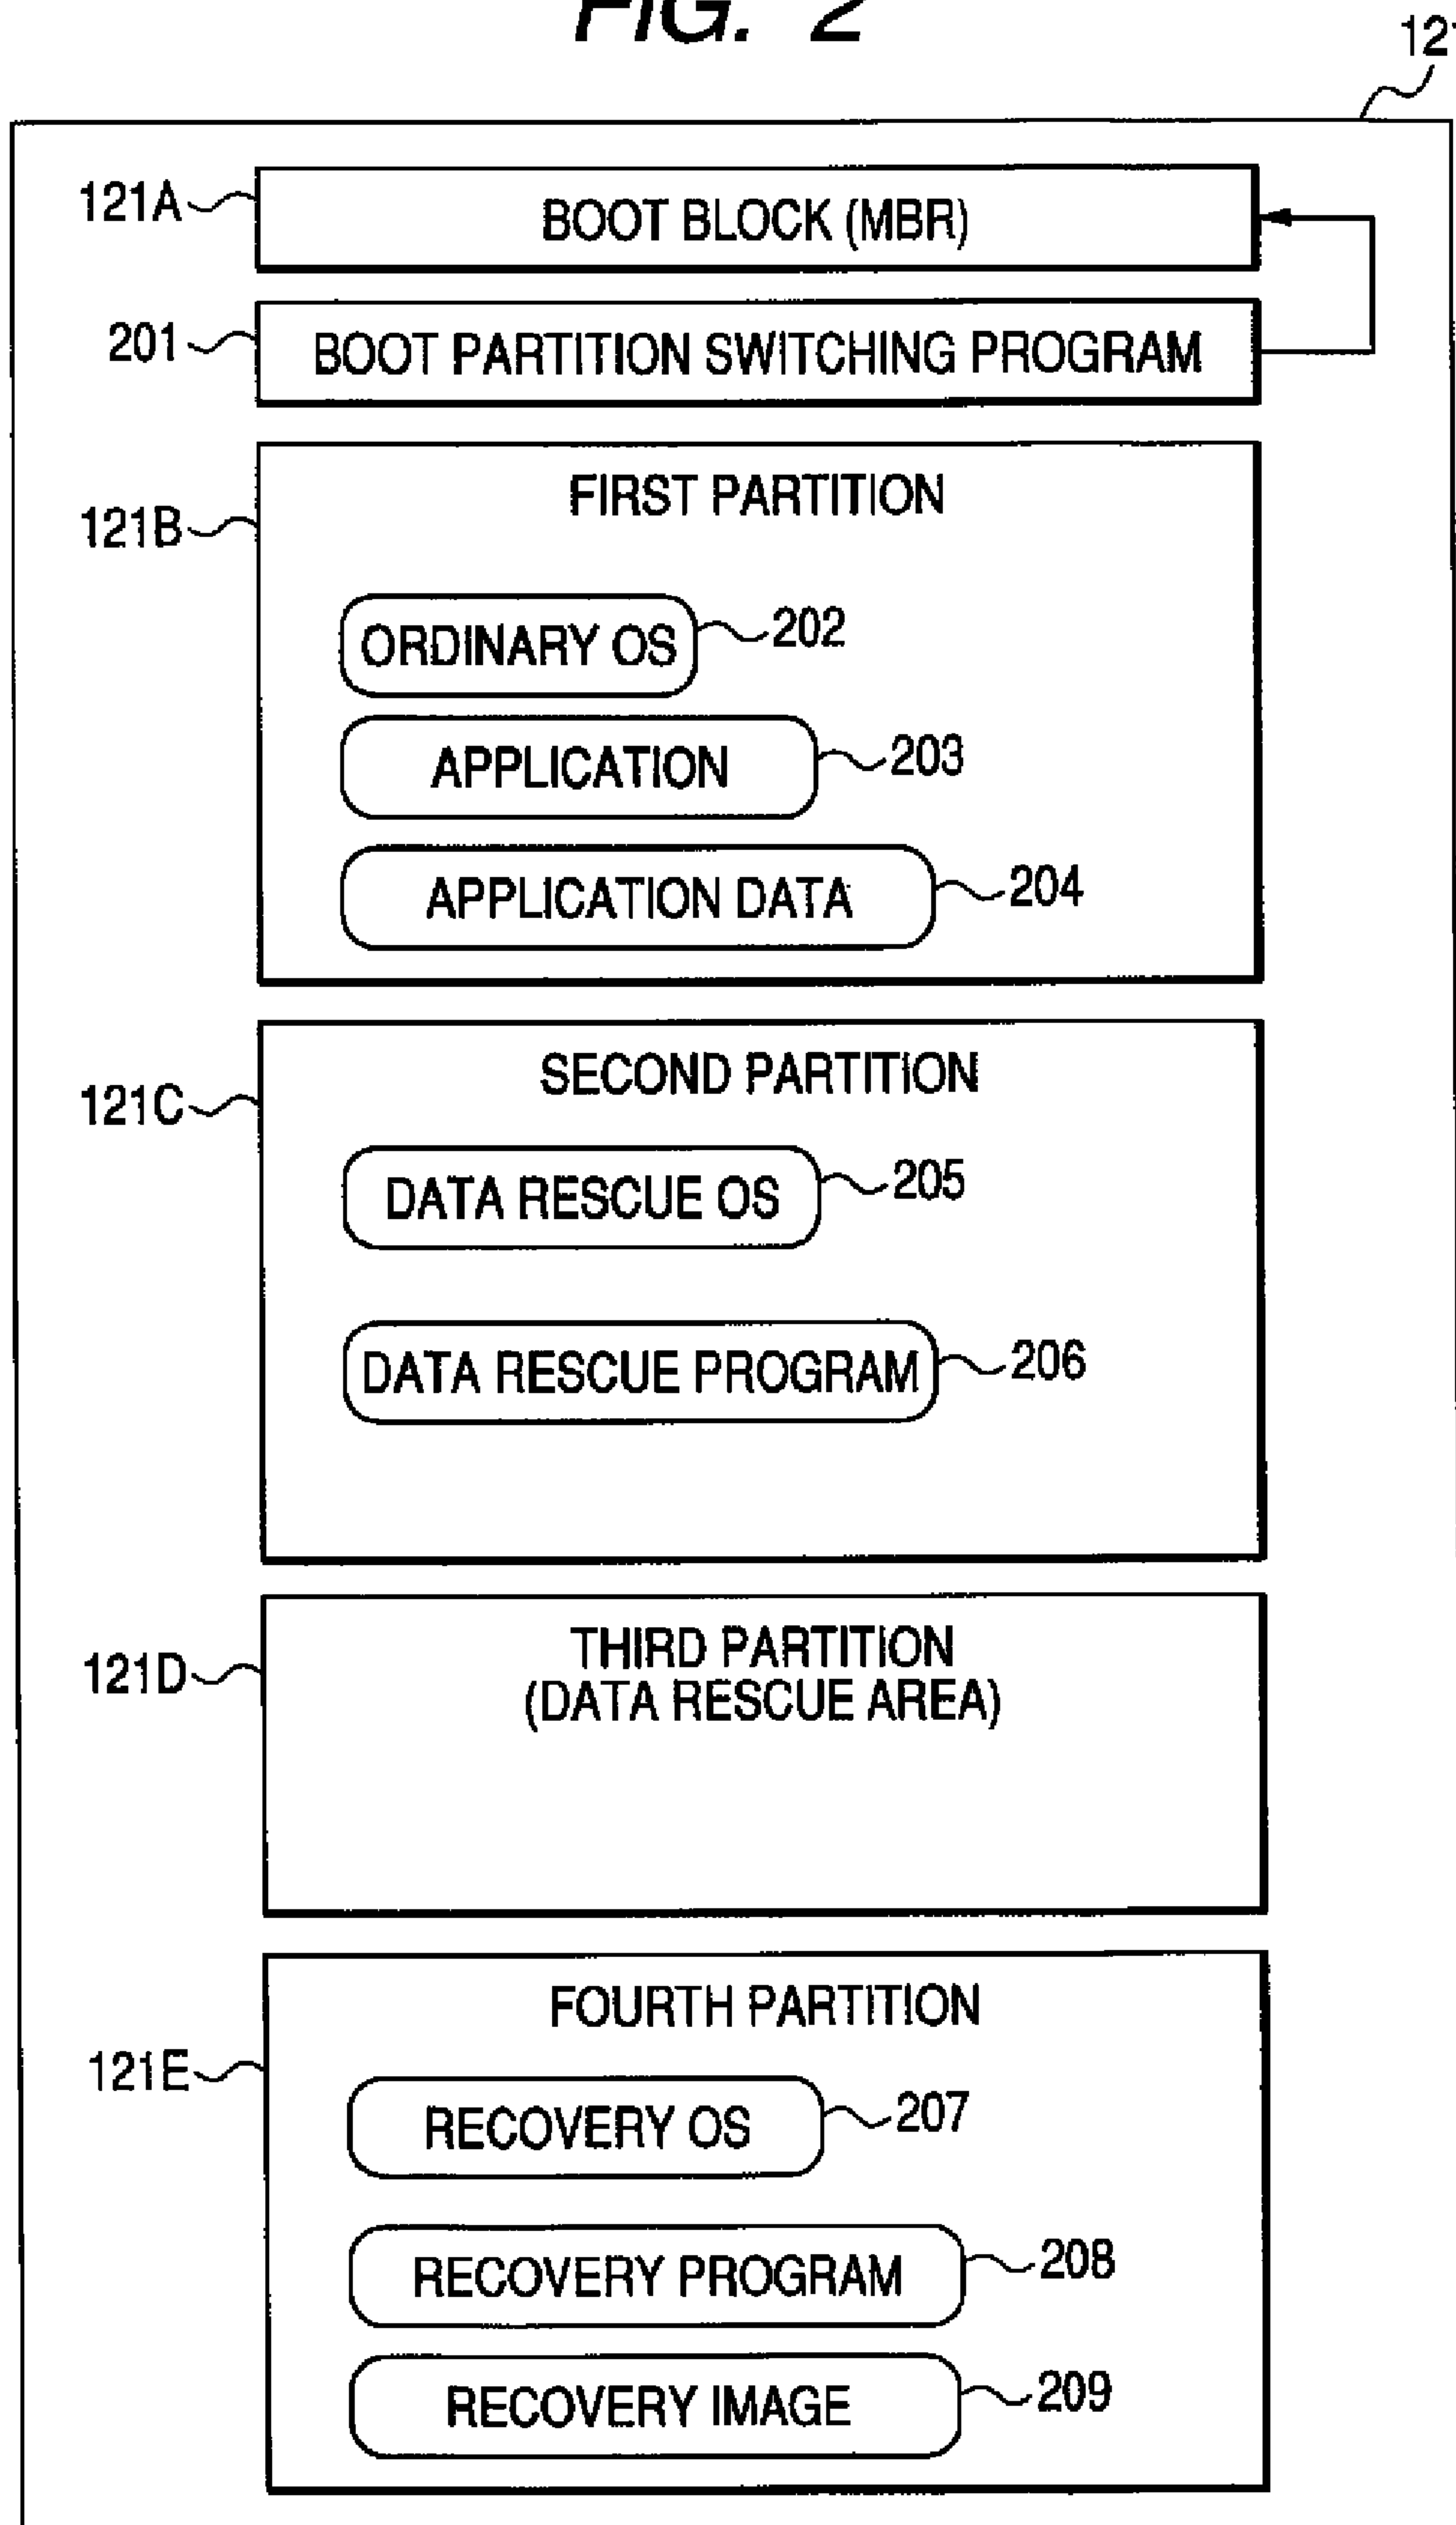 FIG. 2
121
121A
BOOT BLOCK (MBR)
201
BOOT PARTITION SWITCHING PROGRAM
121B
FIRST PARTITION
ORDINARY OS
202
APPLICATION
203
APPLICATION DATA
204
121C
SECOND PARTITION
DATA RESCUE OS
205
DATA RESCUE PROGRAM
206
121D
THIRD PARTITION
(DATA RESCUE AREA)
121E
FOURTH PARTITION
RECOVERY OS
207
RECOVERY PROGRAM
208
RECOVERY IMAGE
209